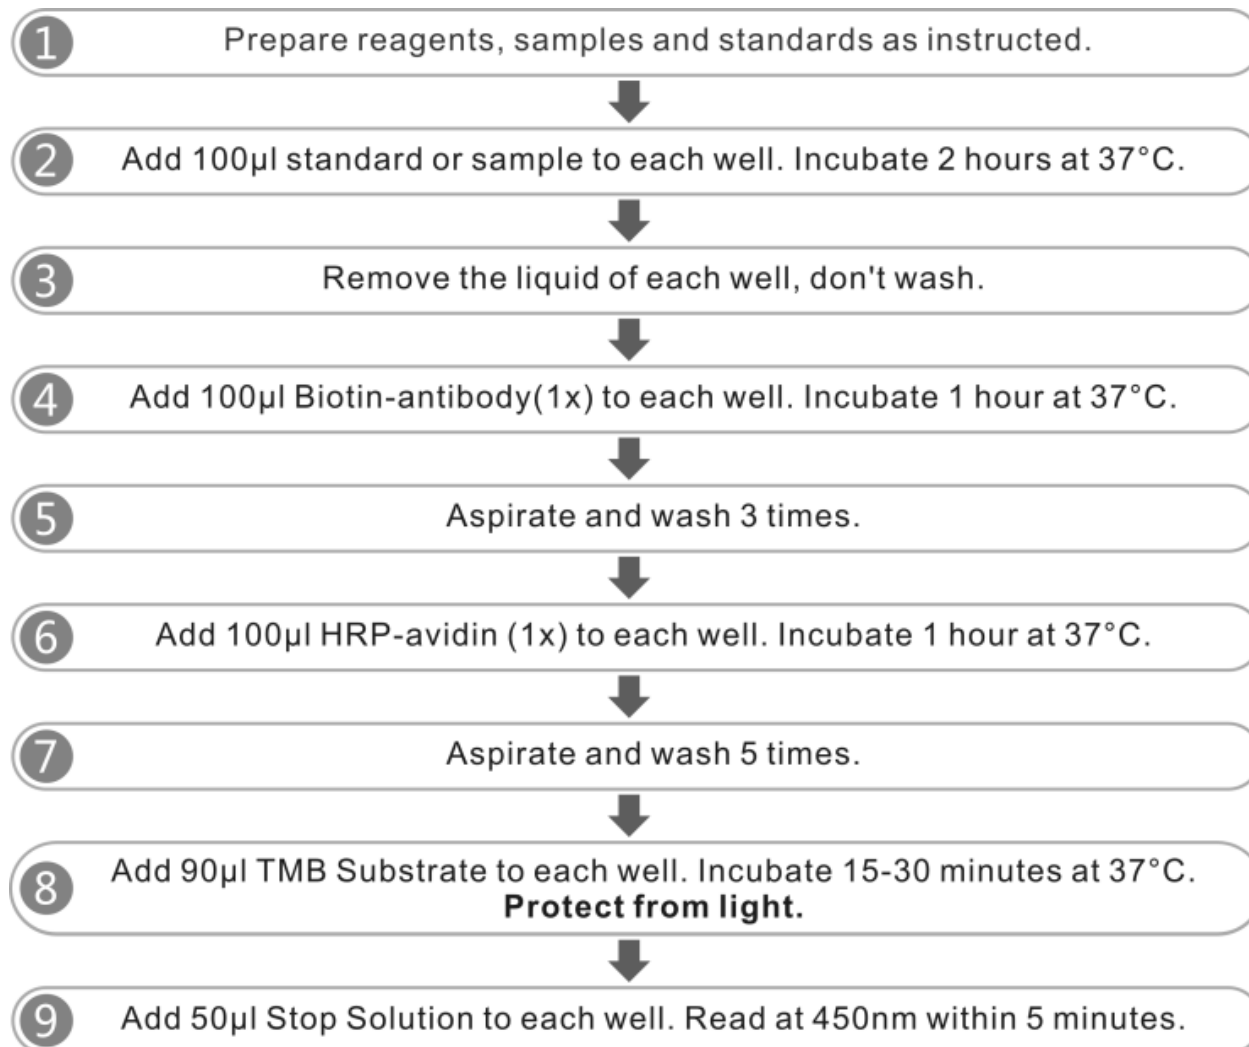 1 Prepare reagents, samples and standards as instructed.
2 Add 100µl standard or sample to each well. Incubate 2 hours at 37°C.
3 Remove the liquid of each well, don't wash.
4 Add 100µl Biotin-antibody(1x) to each well. Incubate 1 hour at 37°C.
5 Aspirate and wash 3 times.
6 Add 100µl HRP-avidin (1x) to each well. Incubate 1 hour at 37°C.
7 Aspirate and wash 5 times.
8 Add 90µl TMB Substrate to each well. Incubate 15-30 minutes at 37°C.
Protect from light.
9 Add 50µl Stop Solution to each well. Read at 450nm within 5 minutes.